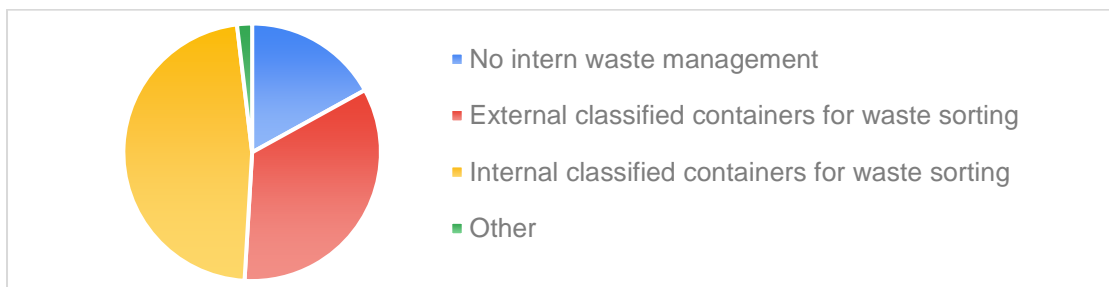 No intern waste management
External classified containers for waste sorting
Internal classified containers for waste sorting
Other